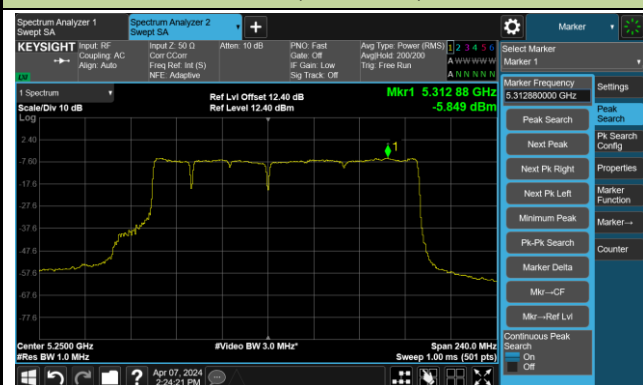 Spectrum Analyzer 1
Swept SA
Spectrum Analyzer 2
Swept SA
Marker
KEYSIGHT
LXI
Input: RF
Coupling: AC
Align: Auto
Input Z: 50 Ω
Corr CCorr
Freq Ref: Int (S)
NFE: Adaptive
Atten: 10 dB
PNO: Fast
Gate: Off
IF Gain: Low
Sig Track: Off
Avg Type: Power (RMS)
Avg|Hold: 200/200
Trig: Free Run
1 2 3 4 5 6
A W W W W W
A N N N N N
Select Marker
Marker 1
1 Spectrum
Scale/Div 10 dB
Log
Ref Lvl Offset 12.40 dB
Ref Level 12.40 dBm
Mkr1 5.312 88 GHz
-5.849 dBm
1
2.40
-7.60
-17.6
-27.6
-37.6
-47.6
-57.6
-67.6
-77.6
Center 5.2500 GHz
#Res BW 1.0 MHz
#Video BW 3.0 MHz*
Span 240.0 MHz
Sweep 1.00 ms (501 pts)
Marker Frequency
5.312880000 GHz
Peak Search
Next Peak
Next Pk Right
Next Pk Left
Minimum Peak
Pk-Pk Search
Marker Delta
Mkr→CF
Mkr→Ref Lvl
Continuous Peak
Search
On
Off
Settings
Peak
Search
Pk Search
Config
Properties
Marker
Function
Marker→
Counter
Apr 07, 2024
2:24:21 PM